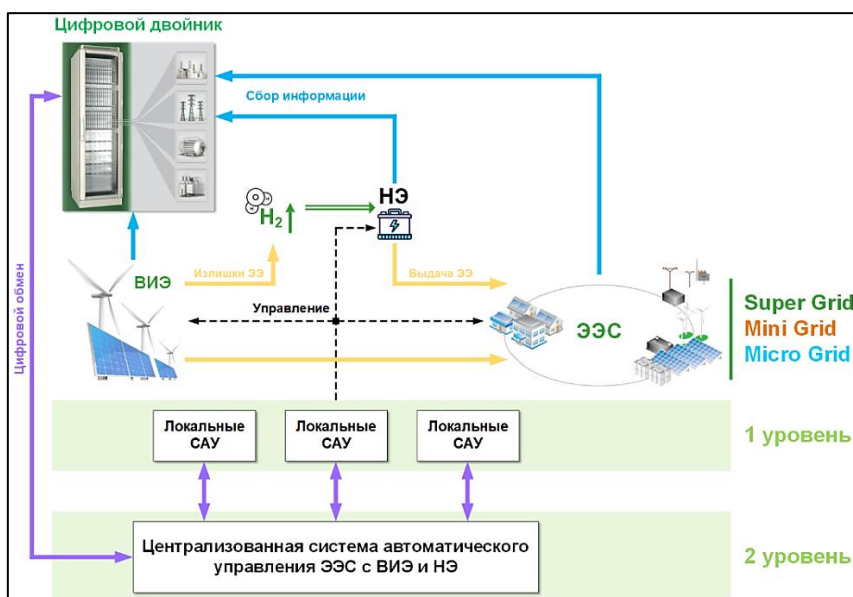 Цифровой двойник
Сбор информации
H₂
НЭ
ВИЭ
Излишки ЭЭ
Выдача ЭЭ
Управление
ЭЭС
Super Grid
Mini Grid
Micro Grid
Цифровой обмен
Локальные
САУ
Локальные
САУ
Локальные
САУ
1 уровень
Централизованная система автоматического
управления ЭЭС с ВИЭ и НЭ
2 уровень